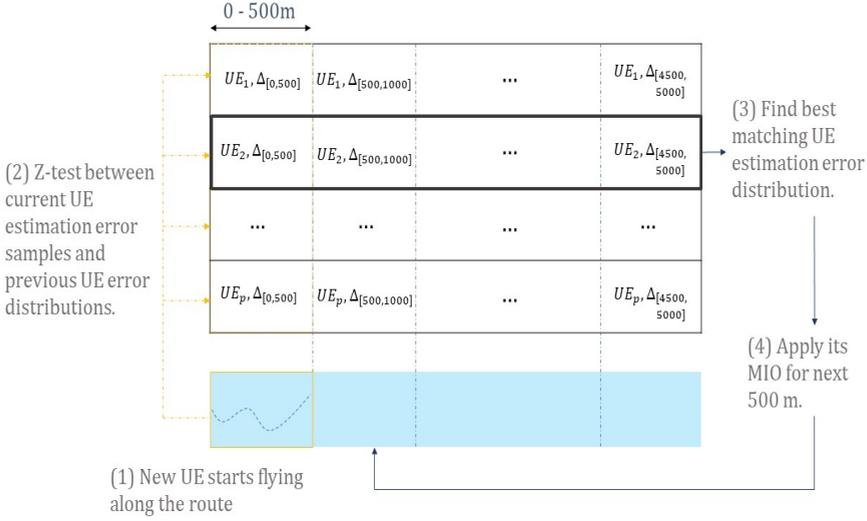 0 - 500m
UE₁, Δ[0,500] UE₁, Δ[500,1000] ... UE₁, Δ[4500,
5000]
UE₂, Δ[0,500] UE₂, Δ[500,1000] ... UE₂, Δ[4500,
5000]
... ... ... ...
UEₚ, Δ[0,500] UEₚ, Δ[500,1000] ... UEₚ, Δ[4500,
5000]
(2) Z-test between
current UE
estimation error
samples and
previous UE error
distributions.
(3) Find best
matching UE
estimation error
distribution.
(4) Apply its
MIO for next
500 m.
(1) New UE starts flying
along the route